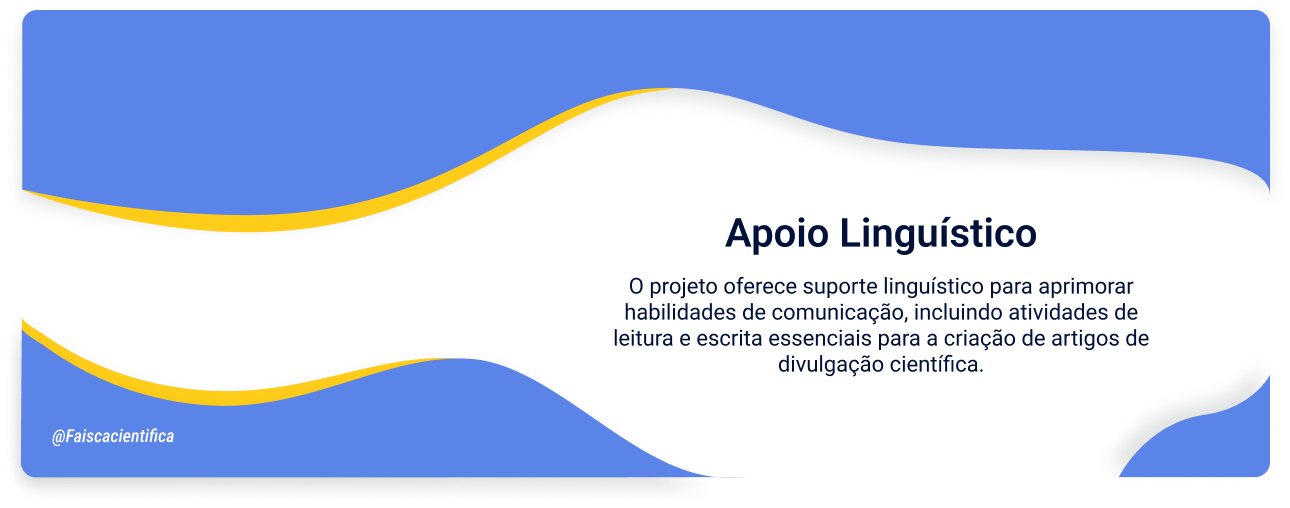 Apoio Linguístico
O projeto oferece suporte linguístico para aprimorar
habilidades de comunicação, incluindo atividades de
leitura e escrita essenciais para a criação de artigos de
divulgação científica.
@Faiscacientifica